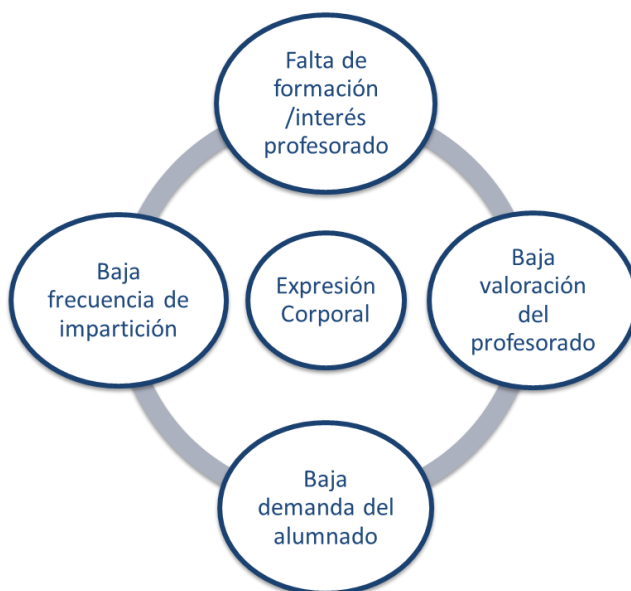 Falta de
formación
/interés
profesorado
Baja
frecuencia de
impartición
Expresión
Corporal
Baja
valoración
del
profesorado
Baja
demanda del
alumnado